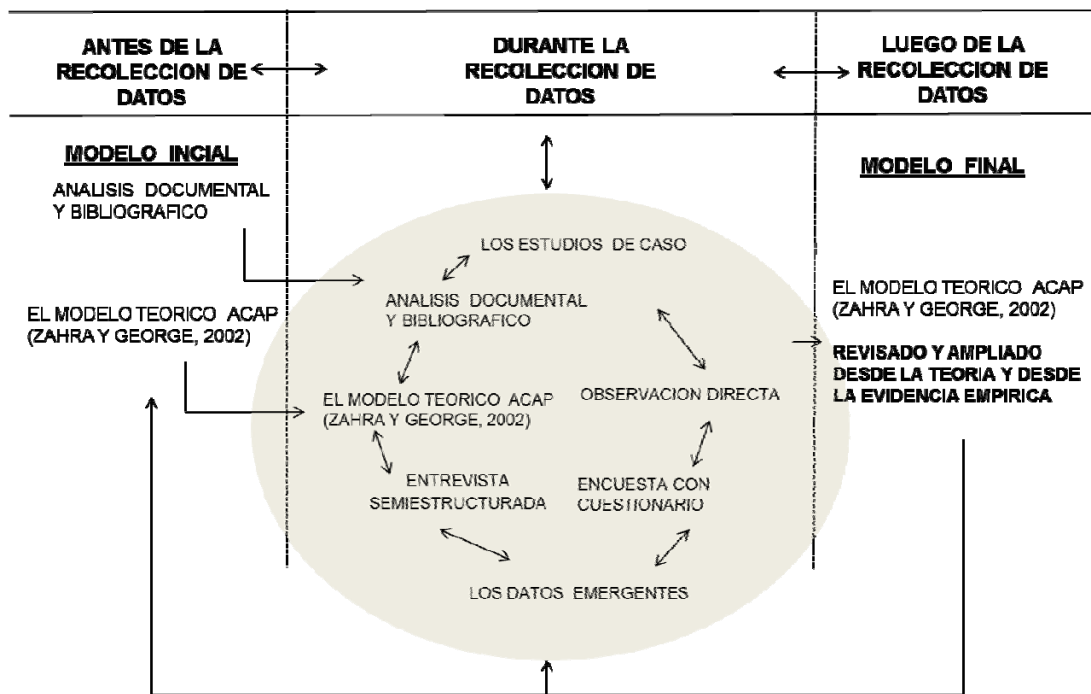 ANTES DE LA
RECOLECCION DE
DATOS
DURANTE LA
RECOLECCION DE
DATOS
LUEGO DE LA
RECOLECCION DE
DATOS
MODELO INCIAL
ANALISIS DOCUMENTAL
Y BIBLIOGRAFICO
EL MODELO TEORICO ACAP
(ZAHRA Y GEORGE, 2002)
LOS ESTUDIOS DE CASO
ANALISIS DOCUMENTAL
Y BIBLIOGRAFICO
EL MODELO TEORICO ACAP
(ZAHRA Y GEORGE, 2002)
OBSERVACION DIRECTA
ENTREVISTA
SEMIESTRUCTURADA
ENCUESTA CON
CUESTIONARIO
LOS DATOS EMERGENTES
MODELO FINAL
EL MODELO TEORICO ACAP
(ZAHRA Y GEORGE, 2002)
REVISADO Y AMPLIADO
DESDE LA TEORIA Y DESDE
LA EVIDENCIA EMPIRICA